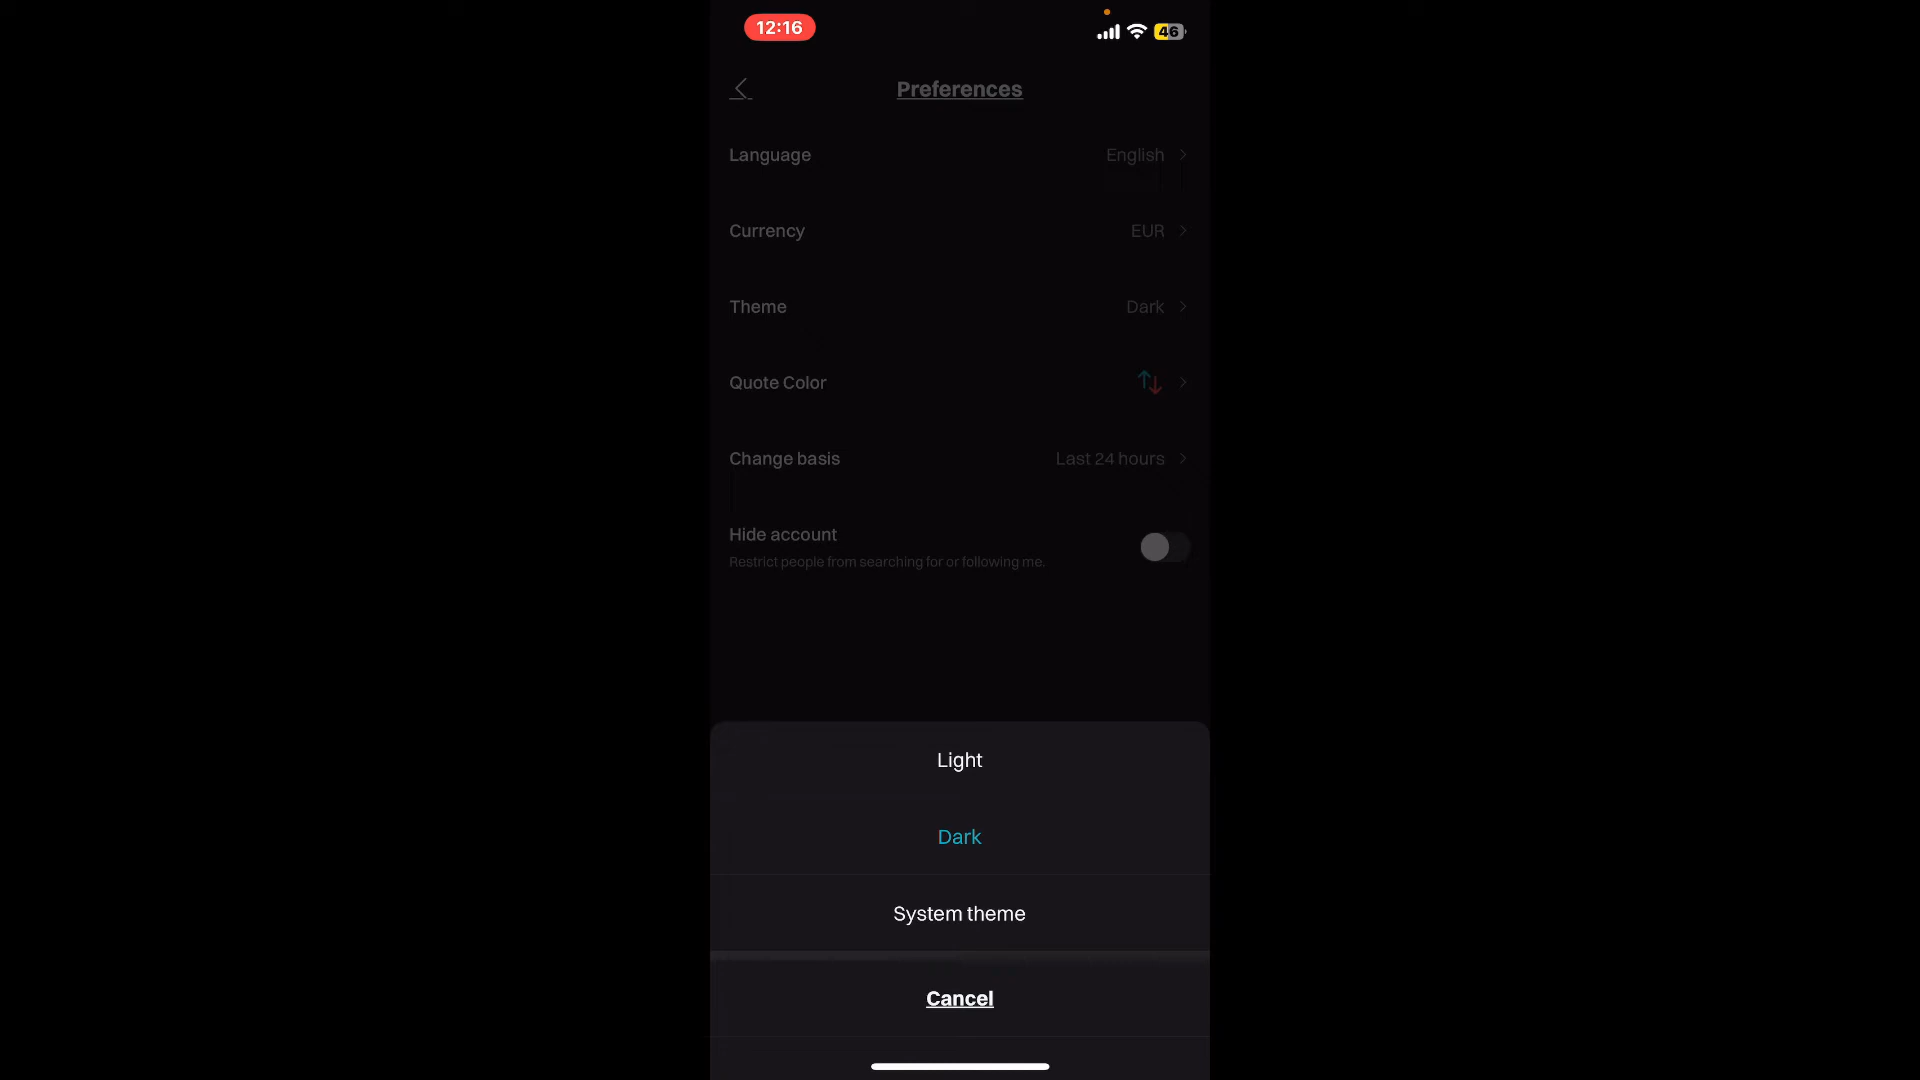 12:16
46
Preferences
Language English
Currency EUR
Theme Dark
Quote Color
Change basis Last 24 hours
Hide account
Restrict people from searching for or following me.
Light
Dark
System theme
Cancel